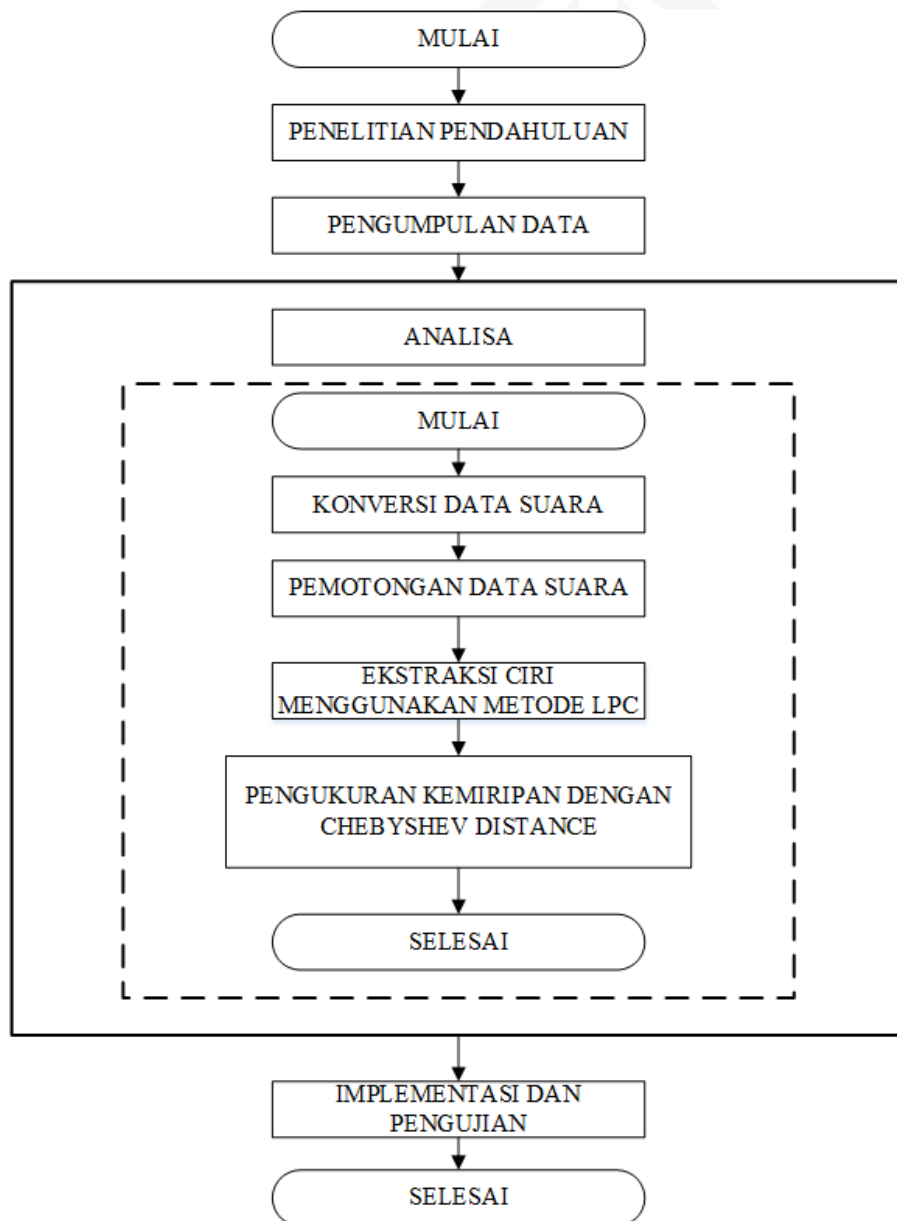 MULAI
PENELITIAN PENDAHULUAN
PENGUMPULAN DATA
ANALISA
MULAI
KONVERSI DATA SUARA
PEMOTONGAN DATA SUARA
EKSTRAKSI CIRI
MENGGUNAKAN METODE LPC
PENGUKURAN KEMIRIPAN DENGAN
CHEBYSHEV DISTANCE
SELESAI
IMPLEMENTASI DAN
PENGUJIAN
SELESAI